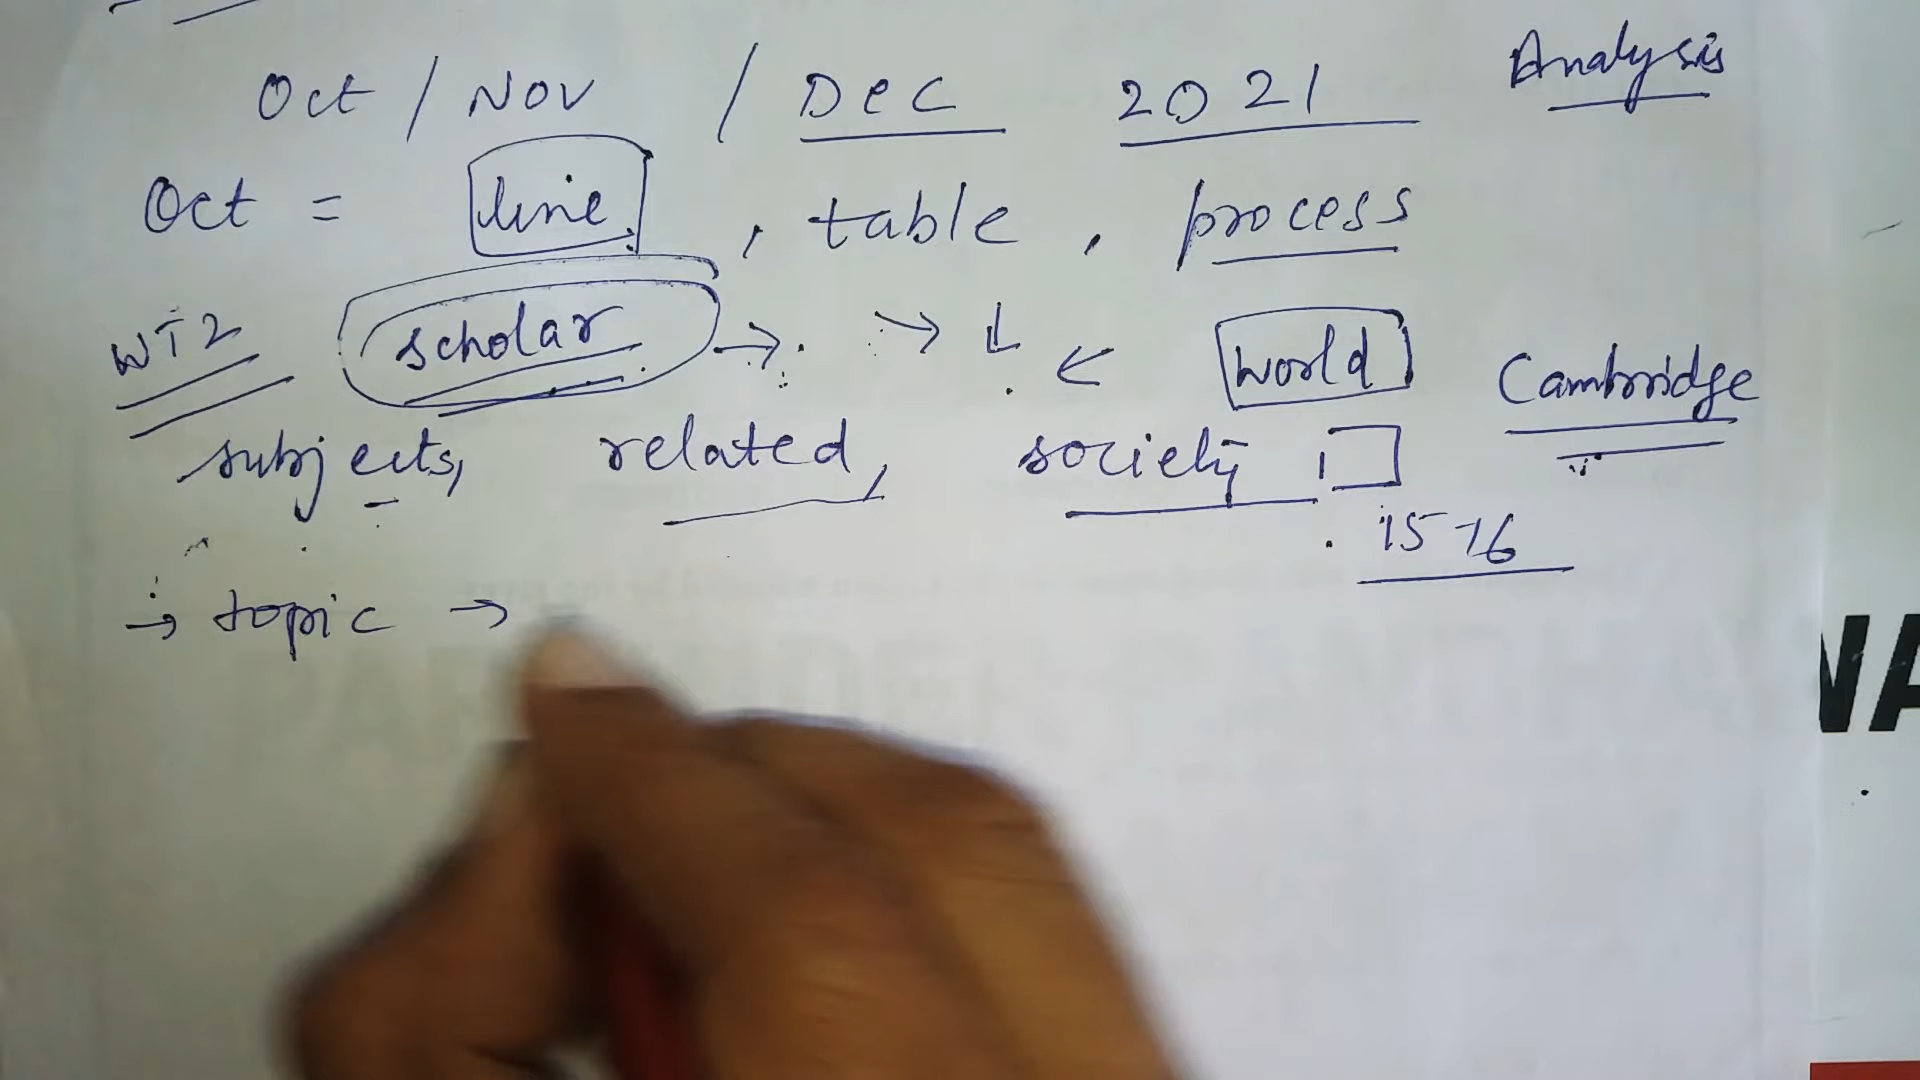 Oct / Nov / Dec 2021 Analysis
Oct = line, table, process
WT2 scholar → → ↓ ← World Cambridge
subjects, related, society
15 16
→ topic →
NA